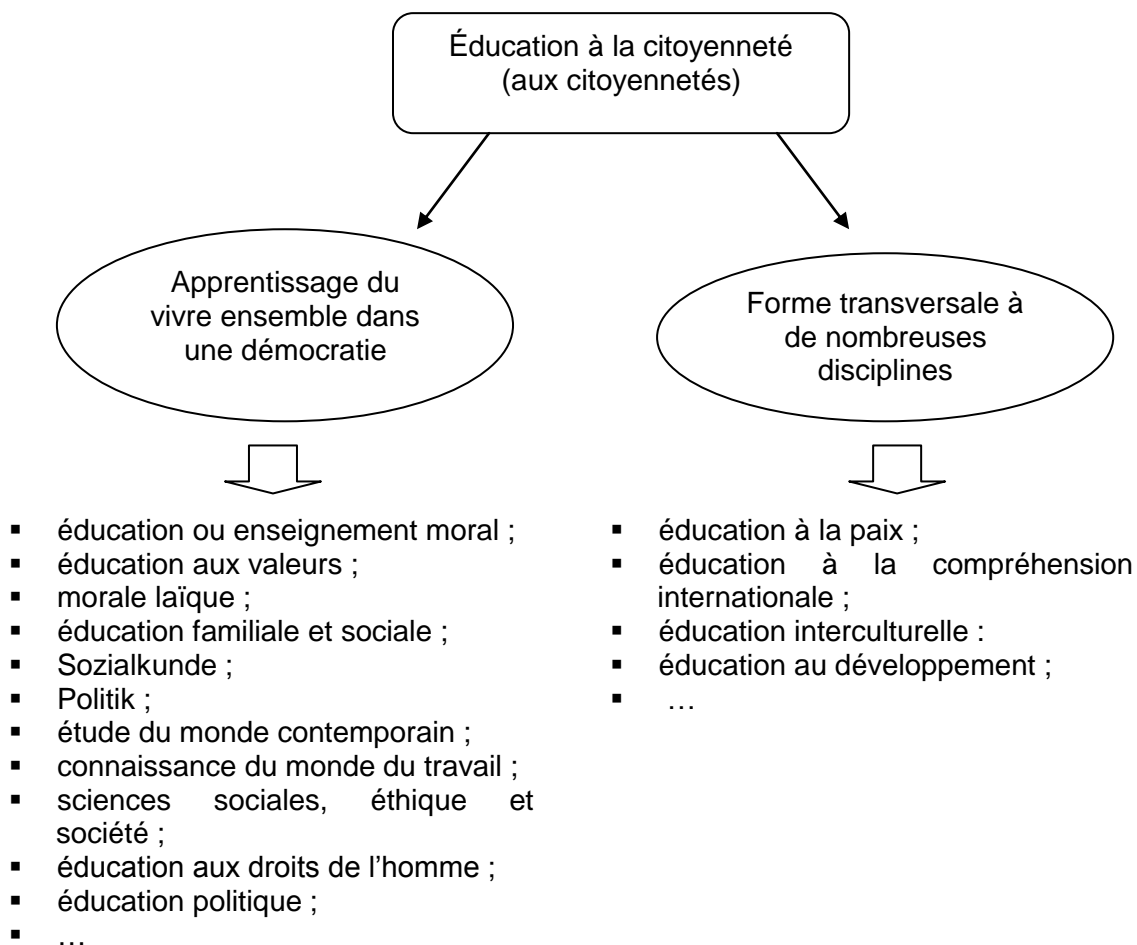 Éducation à la citoyenneté
(aux citoyennetés)
Apprentissage du
vivre ensemble dans
une démocratie
Forme transversale à
de nombreuses
disciplines
▪ éducation ou enseignement moral ;
▪ éducation aux valeurs ;
▪ morale laïque ;
▪ éducation familiale et sociale ;
▪ Sozialkunde ;
▪ Politik ;
▪ étude du monde contemporain ;
▪ connaissance du monde du travail ;
▪ sciences sociales, éthique et
société ;
▪ éducation aux droits de l’homme ;
▪ éducation politique ;
▪ …
▪ éducation à la paix ;
▪ éducation à la compréhension
internationale ;
▪ éducation interculturelle :
▪ éducation au développement ;
▪ …